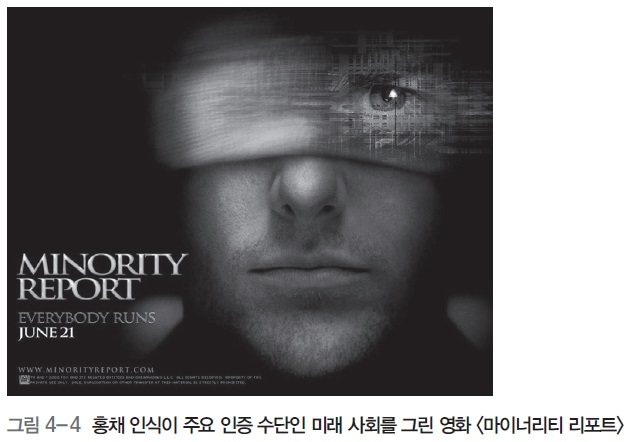 MINORITY
REPORT
EVERYBODY RUNS
JUNE 21
WWW.MINORITYREPORT.COM
그림 4-4 홍채 인식이 주요 인증 수단인 미래 사회를 그린 영화 <마이너리티 리포트>